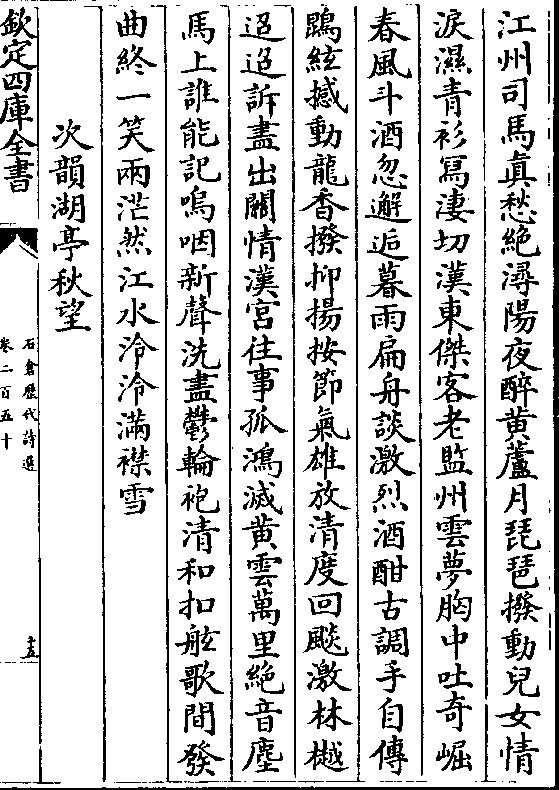 江州司馬真愁絶潯陽夜醉黄蘆月琵琶撥動兒女情
淚濕青衫寫淒切漢東傑客老監州雲夢胸中吐奇崛
春風斗酒忽邂逅暮雨扁舟談激烈酒酣古調手自傳
鵾絃撼動龍香撥抑揚按節氣雄放清度回飈激林樾
迢迢訴盡出關情漢宮往事孤鴻滅黄雲萬里絶音塵
馬上誰能記嗚咽新聲洗盡鬱輪袍清和扣舷歌間發
曲終一笑兩茫然江水泠泠滿襟雪
次韻湖亭秋望
欽定四庫全書
石倉歴代詩選
卷二百五十
十五